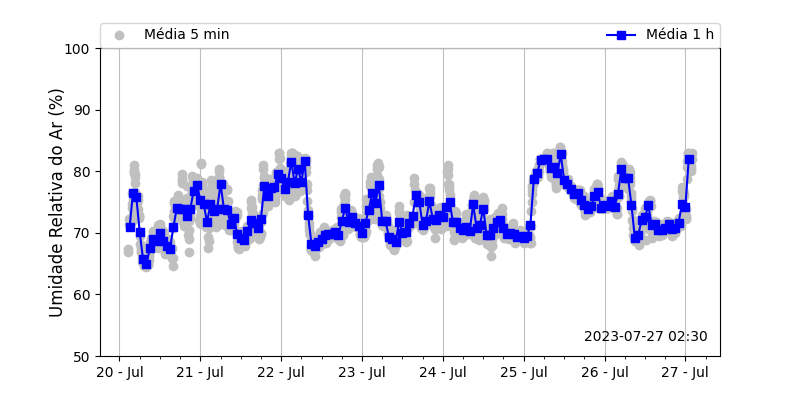 Média 5 min
Média 1 h
Umidade Relativa do Ar (%)
100
90
80
70
60
50
2023-07-27 02:30
20 - Jul
21 - Jul
22 - Jul
23 - Jul
24 - Jul
25 - Jul
26 - Jul
27 - Jul